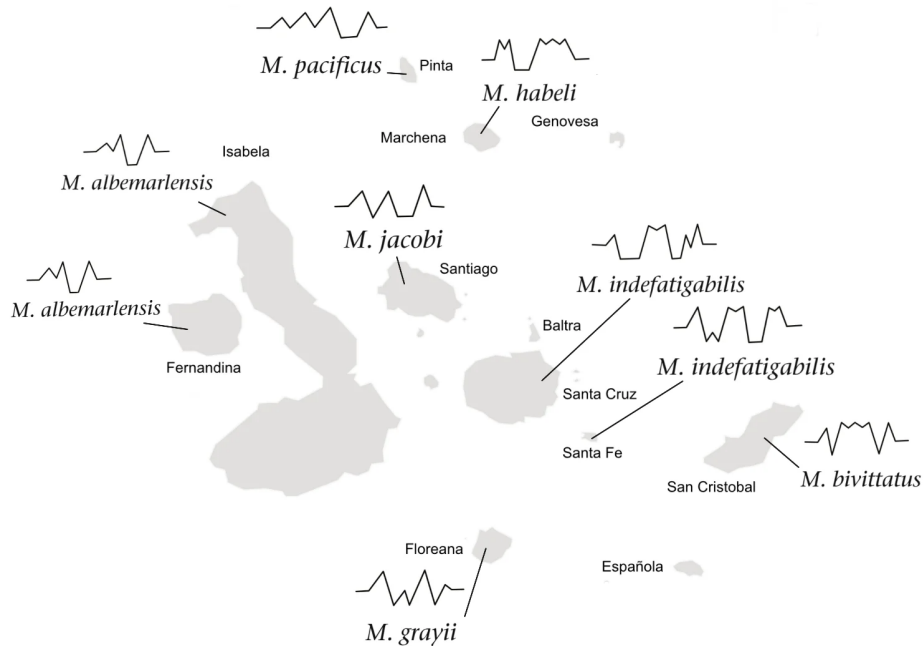 M. pacificus
Pinta
M. habeli
Genovesa
Marchena
Isabela
M. albemarlensis
M. jacobi
Santiago
M. indefatigabilis
M. albemarlensis
Baltra
Fernandina
M. indefatigabilis
Santa Cruz
Santa Fe
San Cristobal
M. bivittatus
Floreana
Española
M. grayii